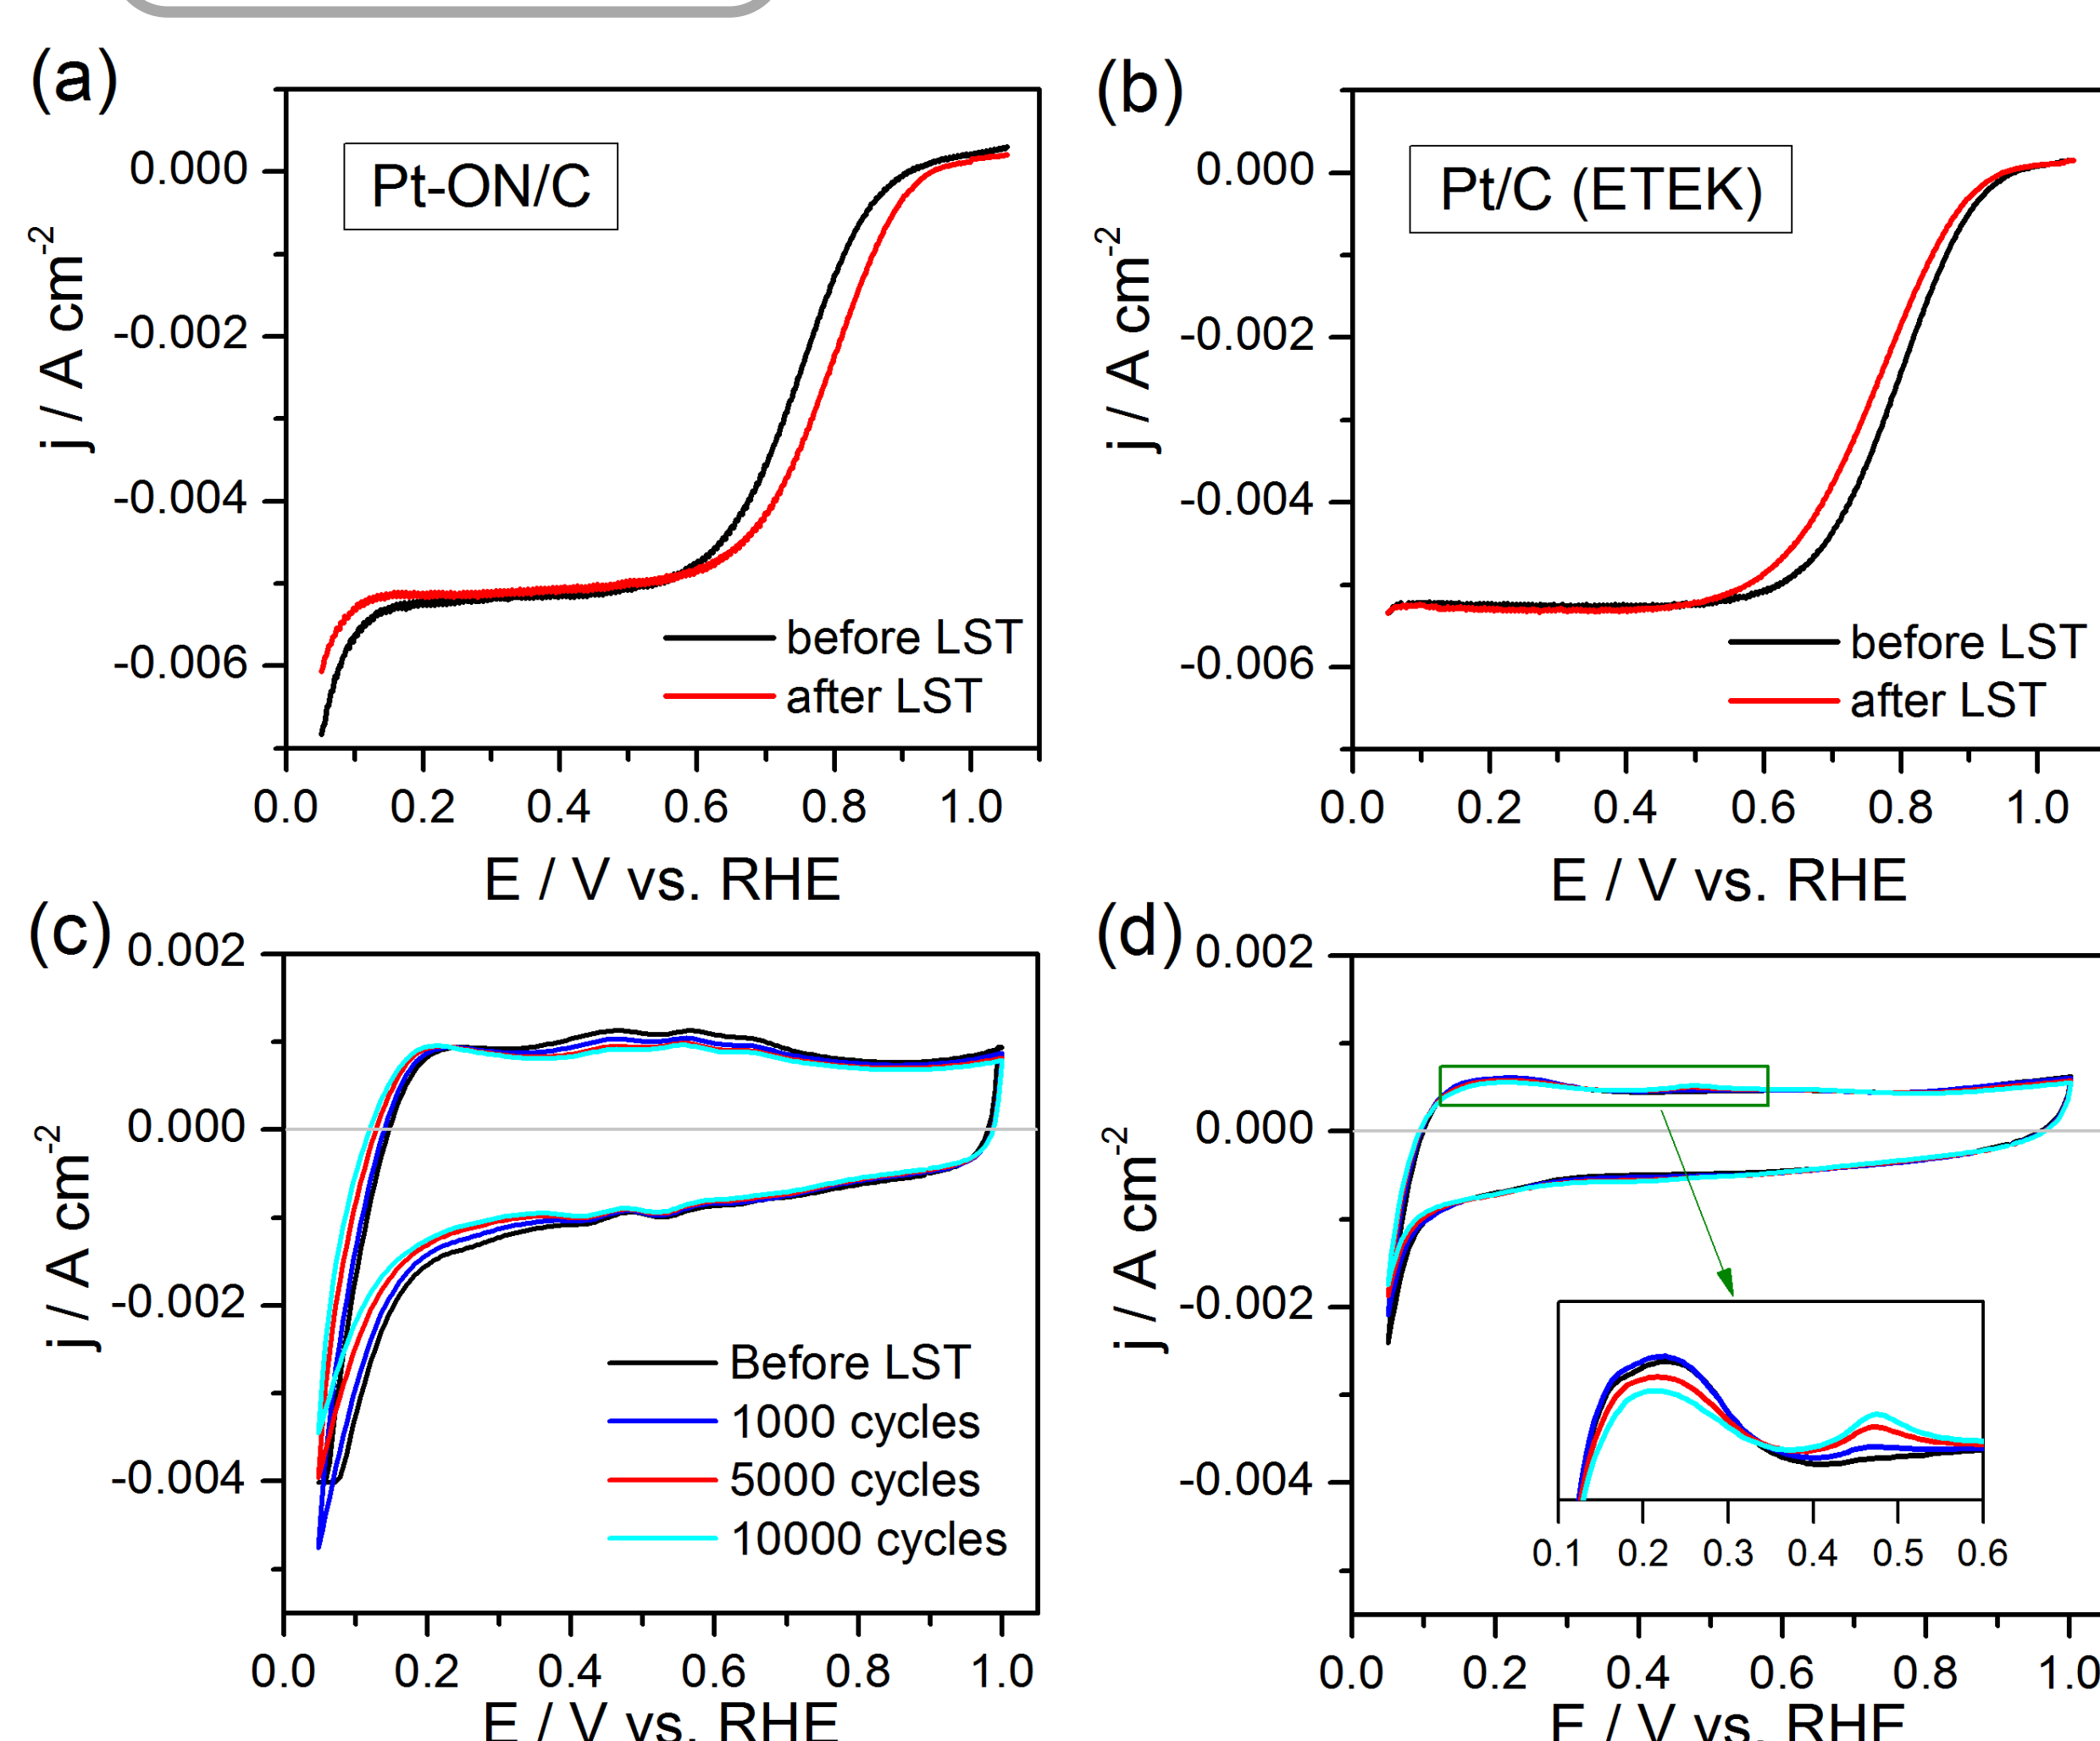 (a)
Pt-ON/C
0.000
-0.002
-0.004
-0.006
j / A cm-2
before LST
after LST
0.0 0.2 0.4 0.6 0.8 1.0
E / V vs. RHE
(b)
Pt/C (ETEK)
0.000
-0.002
-0.004
-0.006
j / A cm-2
before LST
after LST
0.0 0.2 0.4 0.6 0.8 1.0
E / V vs. RHE
(c)
0.002
0.000
-0.002
-0.004
j / A cm-2
Before LST
1000 cycles
5000 cycles
10000 cycles
0.0 0.2 0.4 0.6 0.8 1.0
E / V vs. RHE
(d)
0.002
0.000
-0.002
-0.004
j / A cm-2
0.1 0.2 0.3 0.4 0.5 0.6
0.0 0.2 0.4 0.6 0.8 1.0
E / V vs. RHE